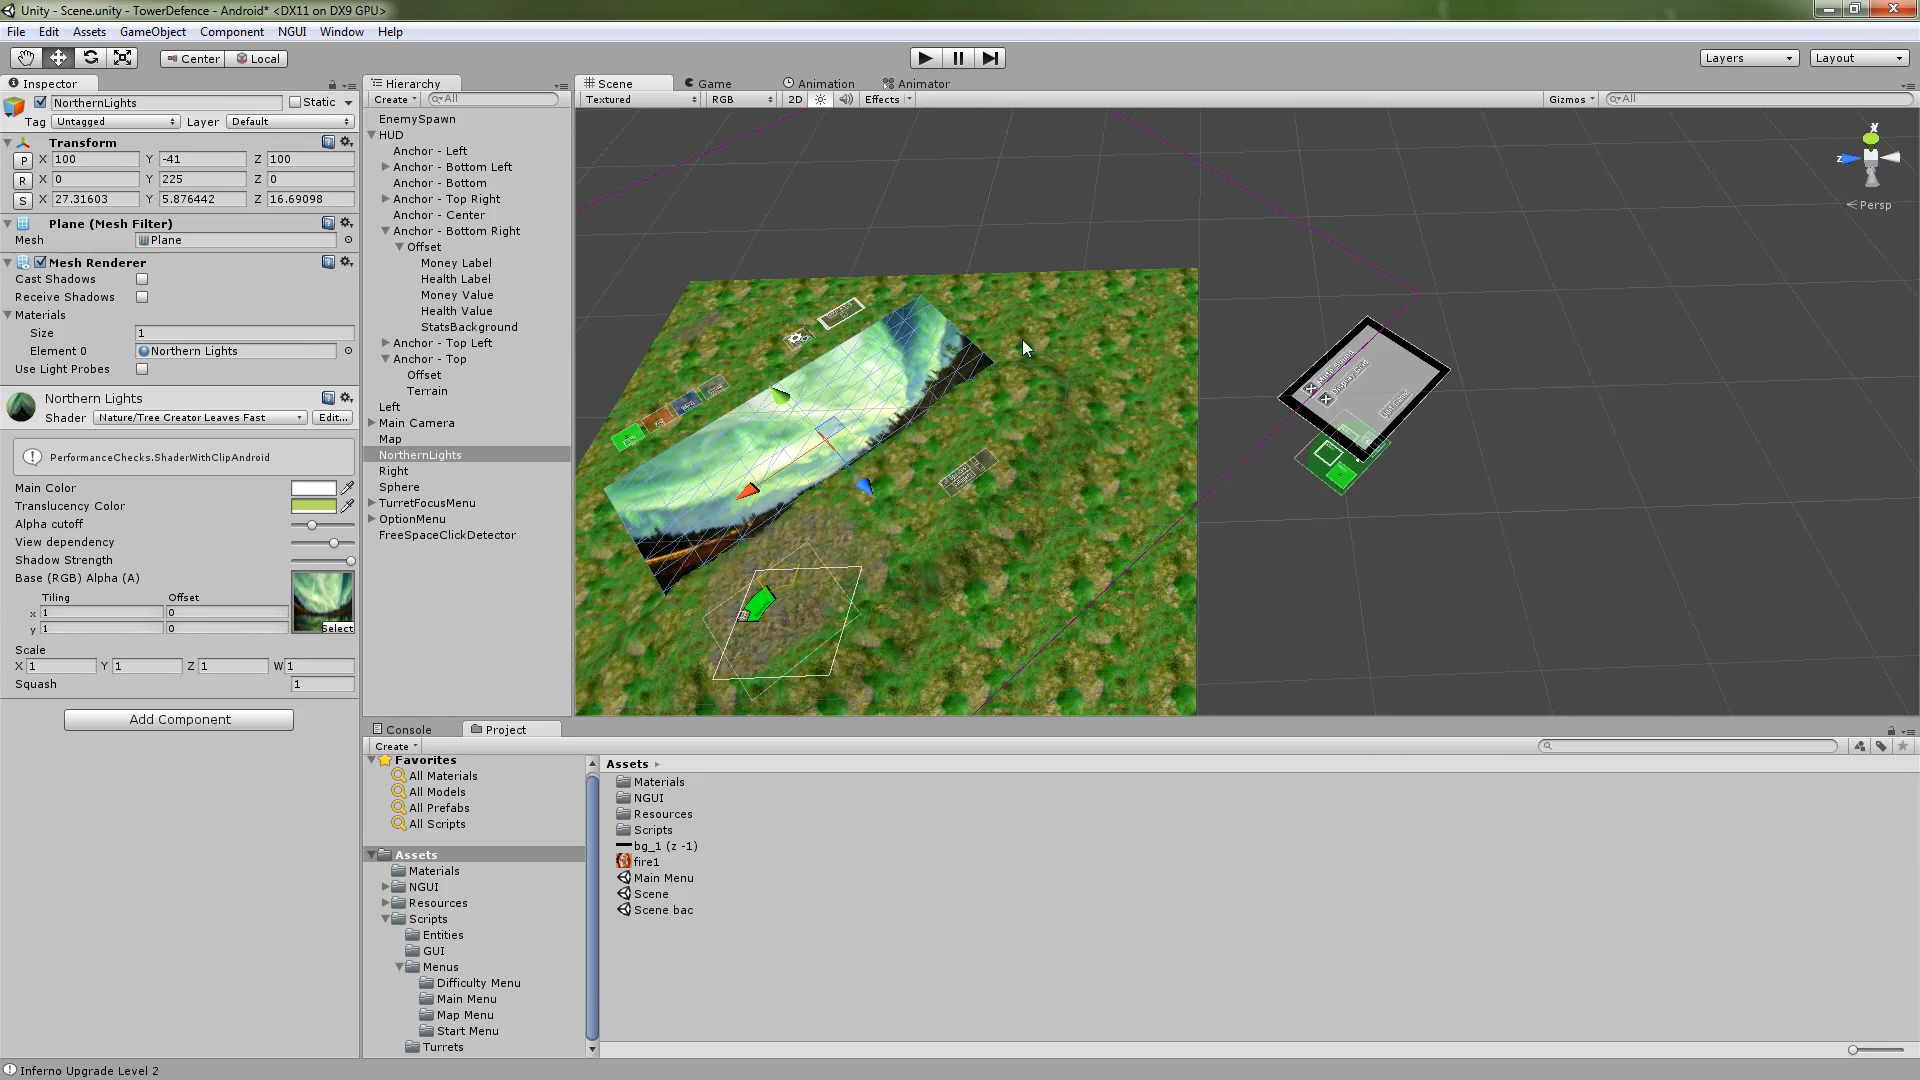 Unity - Scene.unity - TowerDefence - Android* <DX11 on DX9 GPU>
File Edit Assets GameObject Component NGUI Window Help
Center Local Layers Layout
Inspector
NorthernLights Static
Tag Untagged Layer Default
Transform
P X 100 Y -41 Z 100
R X 0 Y 225 Z 0
S X 27.31603 Y 5.876442 Z 16.69098
Plane (Mesh Filter)
Mesh Plane
Mesh Renderer
Cast Shadows
Receive Shadows
Materials
Size 1
Element 0 Northern Lights
Use Light Probes
Northern Lights
Shader Nature/Tree Creator Leaves Fast Edit...
PerformanceChecks.ShaderWithClipAndroid
Main Color
Translucency Color
Alpha cutoff
View dependency
Shadow Strength
Base (RGB) Alpha (A)
Tiling Offset
x 1 0
y 1 0
Select
Scale
X 1 Y 1 Z 1 W 1
Squash 1
Add Component
Hierarchy
Create All
EnemySpawn
HUD
Anchor - Left
Anchor - Bottom Left
Anchor - Bottom
Anchor - Top Right
Anchor - Center
Anchor - Bottom Right
Offset
Money Label
Health Label
Money Value
Health Value
StatsBackground
Anchor - Top Left
Anchor - Top
Offset
Terrain
Left
Main Camera
Map
NorthernLights
Right
Sphere
TurretFocusMenu
OptionMenu
FreeSpaceClickDetector
Scene Game Animation Animator
Textured RGB 2D Effects Gizmos All
y
z
Persp
Console Project
Create
Favorites
All Materials
All Models
All Prefabs
All Scripts
Assets
Materials
NGUI
Resources
Scripts
Entities
GUI
Menus
Difficulty Menu
Main Menu
Map Menu
Start Menu
Turrets
Assets
Materials
NGUI
Resources
Scripts
bg_1 (z -1)
fire1
Main Menu
Scene
Scene bac
Inferno Upgrade Level 2